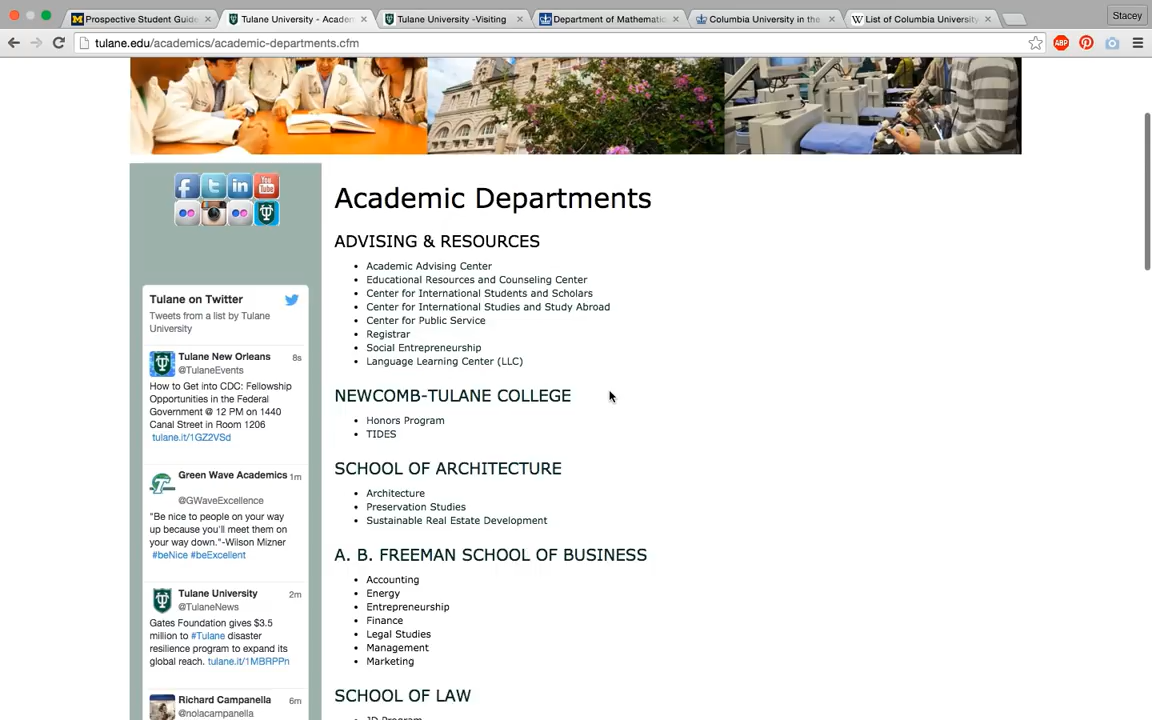 Prospective Student Guide
Tulane University - Academ
Tulane University -Visiting
Department of Mathematic
Columbia University in the
List of Columbia University
Stacey
tulane.edu/academics/academic-departments.cfm
ABP
Academic Departments
ADVISING & RESOURCES
Academic Advising Center
Educational Resources and Counseling Center
Center for International Students and Scholars
Center for International Studies and Study Abroad
Center for Public Service
Registrar
Social Entrepreneurship
Language Learning Center (LLC)
NEWCOMB-TULANE COLLEGE
Honors Program
TIDES
SCHOOL OF ARCHITECTURE
Architecture
Preservation Studies
Sustainable Real Estate Development
A. B. FREEMAN SCHOOL OF BUSINESS
Accounting
Energy
Entrepreneurship
Finance
Legal Studies
Management
Marketing
SCHOOL OF LAW
JD Program
Tulane on Twitter
Tweets from a list by Tulane
University
Tulane New Orleans 8s
@TulaneEvents
How to Get into CDC: Fellowship
Opportunities in the Federal
Government @ 12 PM on 1440
Canal Street in Room 1206
tulane.it/1GZ2VSd
Green Wave Academics 1m
@GWaveExcellence
"Be nice to people on your way
up because you'll meet them on
your way down."-Wilson Mizner
#beNice #beExcellent
Tulane University 2m
@TulaneNews
Gates Foundation gives $3.5
million to #Tulane disaster
resilience program to expand its
global reach. tulane.it/1MBRPPn
Richard Campanella 6m
@nolacampanella